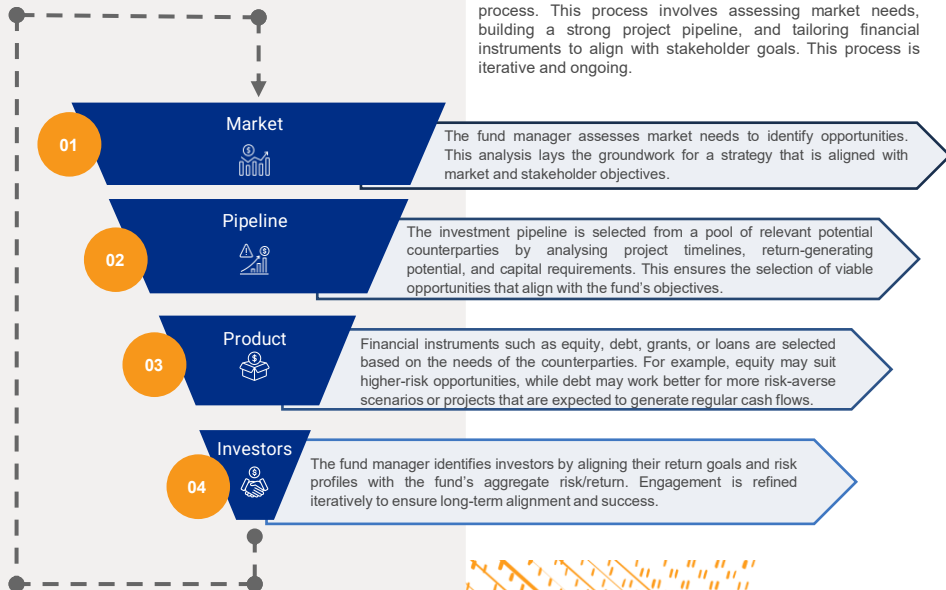 process. This process involves assessing market needs,
building a strong project pipeline, and tailoring financial
instruments to align with stakeholder goals. This process is
iterative and ongoing.
01
Market
The fund manager assesses market needs to identify opportunities.
This analysis lays the groundwork for a strategy that is aligned with
market and stakeholder objectives.
02
Pipeline
The investment pipeline is selected from a pool of relevant potential
counterparties by analysing project timelines, return-generating
potential, and capital requirements. This ensures the selection of viable
opportunities that align with the fund’s objectives.
03
Product
Financial instruments such as equity, debt, grants, or loans are selected
based on the needs of the counterparties. For example, equity may suit
higher-risk opportunities, while debt may work better for more risk-averse
scenarios or projects that are expected to generate regular cash flows.
04
Investors
The fund manager identifies investors by aligning their return goals and risk
profiles with the fund’s aggregate risk/return. Engagement is refined
iteratively to ensure long-term alignment and success.